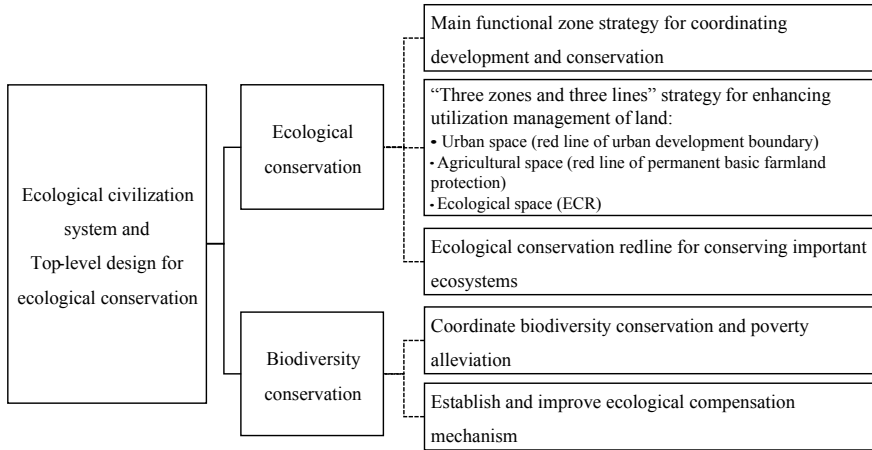 Ecological civilization
system and
Top-level design for
ecological conservation
Ecological
conservation
Main functional zone strategy for coordinating
development and conservation
“Three zones and three lines” strategy for enhancing
utilization management of land:
• Urban space (red line of urban development boundary)
• Agricultural space (red line of permanent basic farmland
protection)
• Ecological space (ECR)
Ecological conservation redline for conserving important
ecosystems
Biodiversity
conservation
Coordinate biodiversity conservation and poverty
alleviation
Establish and improve ecological compensation
mechanism